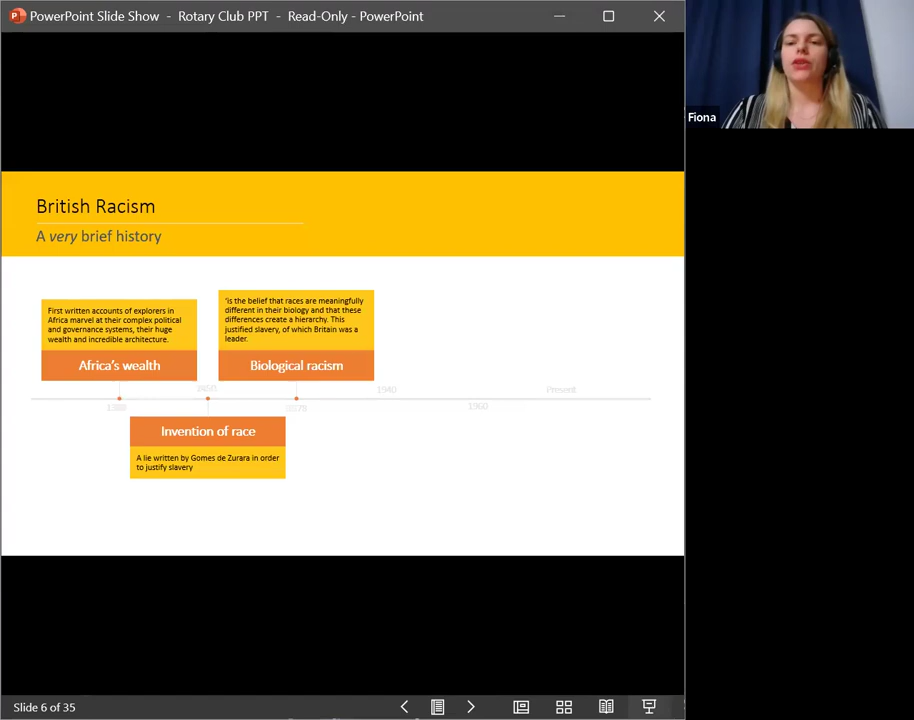 PowerPoint Slide Show - Rotary Club PPT - Read-Only - PowerPoint
Fiona
British Racism
A very brief history
First written accounts of explorers in
Africa marvel at their complex political
and governance systems, their huge
wealth and incredible architecture.
Africa's wealth
'is the belief that races are meaningfully
different in their biology and that these
differences create a hierarchy. This
justified slavery, of which Britain was a
leader.
Biological racism
1940
Present
1960
Invention of race
A lie written by Gomes de Zurara in order
to justify slavery
Slide 6 of 35